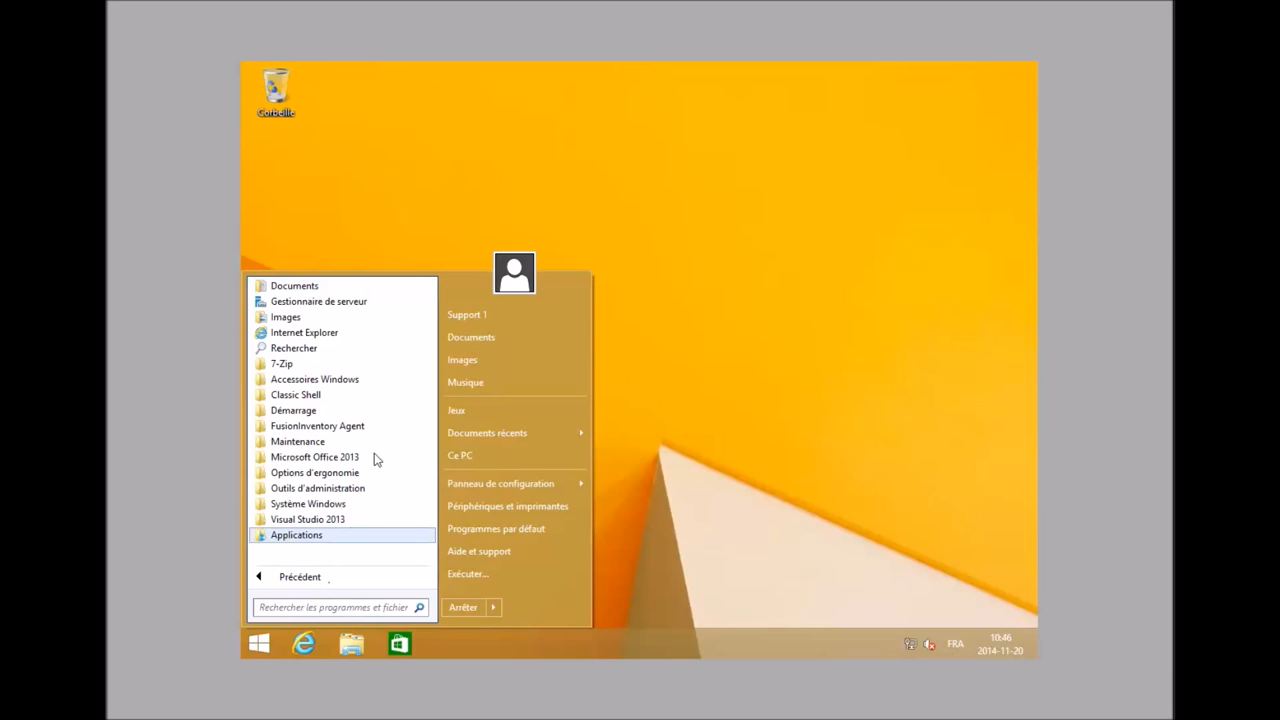 Corbeille
Documents
Gestionnaire de serveur
Images
Internet Explorer
Rechercher
7-Zip
Accessoires Windows
Classic Shell
Démarrage
FusionInventory Agent
Maintenance
Microsoft Office 2013
Options d'ergonomie
Outils d'administration
Système Windows
Visual Studio 2013
Applications
Précédent
Rechercher les programmes et fichier
Support 1
Documents
Images
Musique
Jeux
Documents récents
Ce PC
Panneau de configuration
Périphériques et imprimantes
Programmes par défaut
Aide et support
Exécuter...
Arrêter
FRA
10:46
2014-11-20